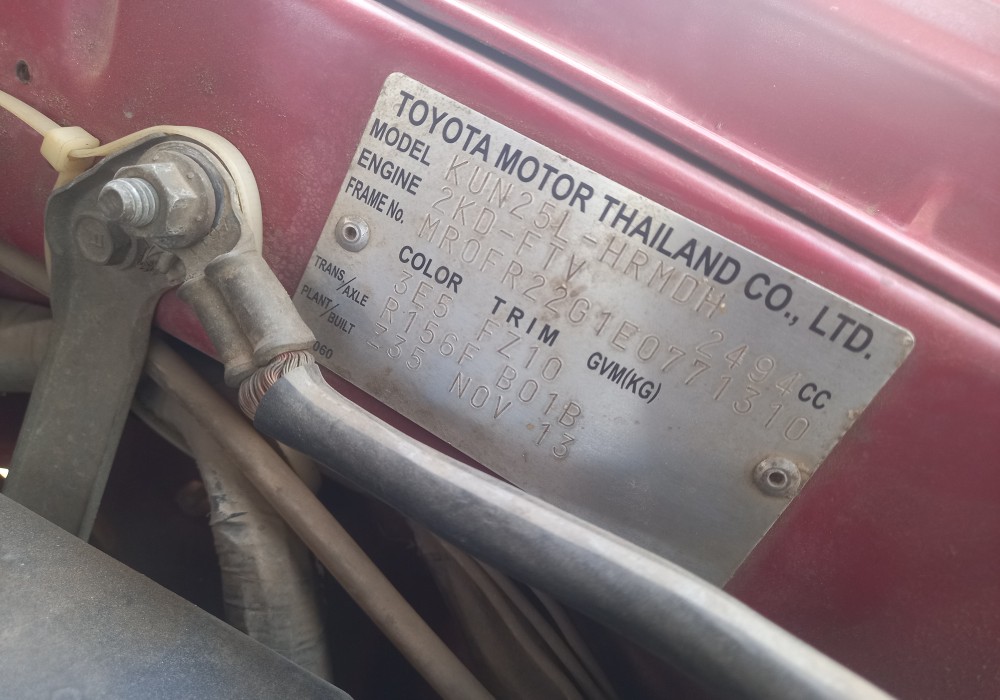 TOYOTA MOTOR THAILAND CO., LTD.
MODEL KUN25L-HRMDH
ENGINE 2KD-FTV 2494 CC
FRAME No. MR0FR22G1E0771310
COLOR TRIM GVM(KG)
3E5 FZ10
TRANS/AXLE R156F B01B
PLANT/BUILT 35 NOV 13
060